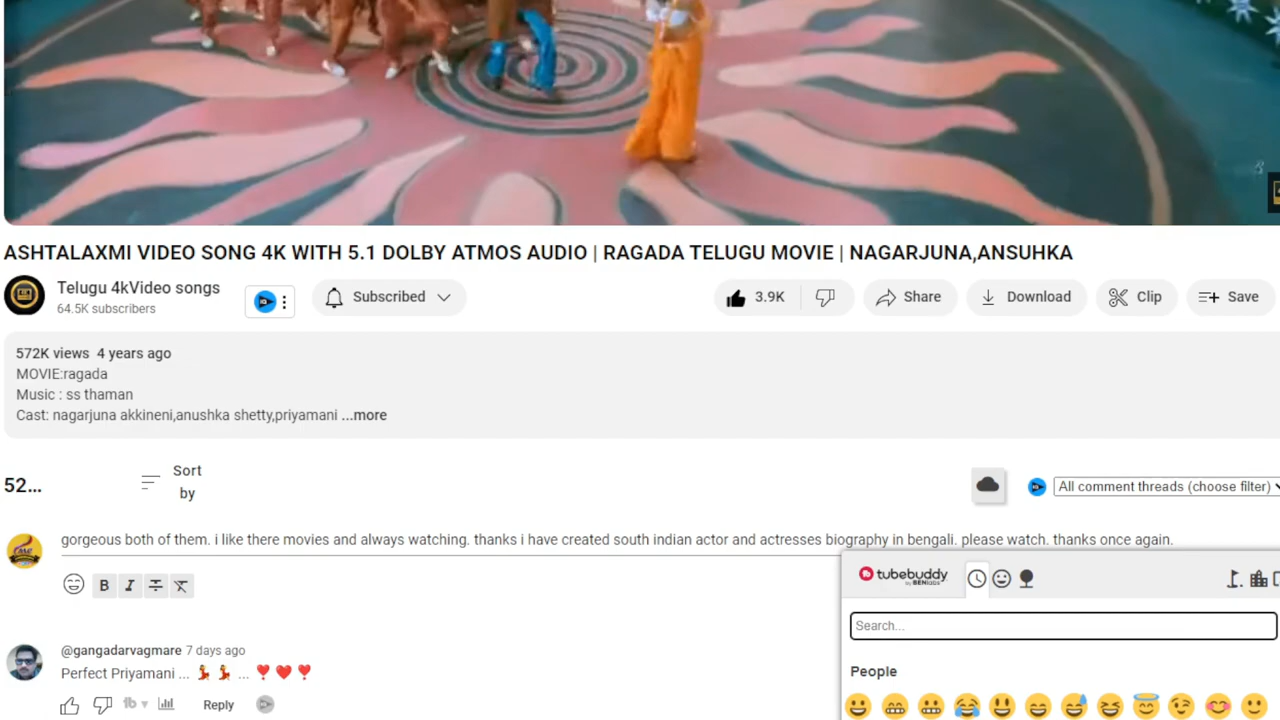 ASHTALAXMI VIDEO SONG 4K WITH 5.1 DOLBY ATMOS AUDIO | RAGADA TELUGU MOVIE | NAGARJUNA,ANSUHKA
Telugu 4kVideo songs
64.5K subscribers
Subscribed
3.9K
Share
Download
Clip
Save
572K views 4 years ago
MOVIE:ragada
Music : ss thaman
Cast: nagarjuna akkineni,anushka shetty,priyamani ...more
52...
Sort
by
All comment threads (choose filter)
gorgeous both of them. i like there movies and always watching. thanks i have created south indian actor and actresses biography in bengali. please watch. thanks once again.
B I
tubebuddy
by BENlabs
Search...
People
@gangadarvagmare 7 days ago
Perfect Priyamani ... 💃 💃 ... ❣️ ❤️ ❣️
tb
Reply